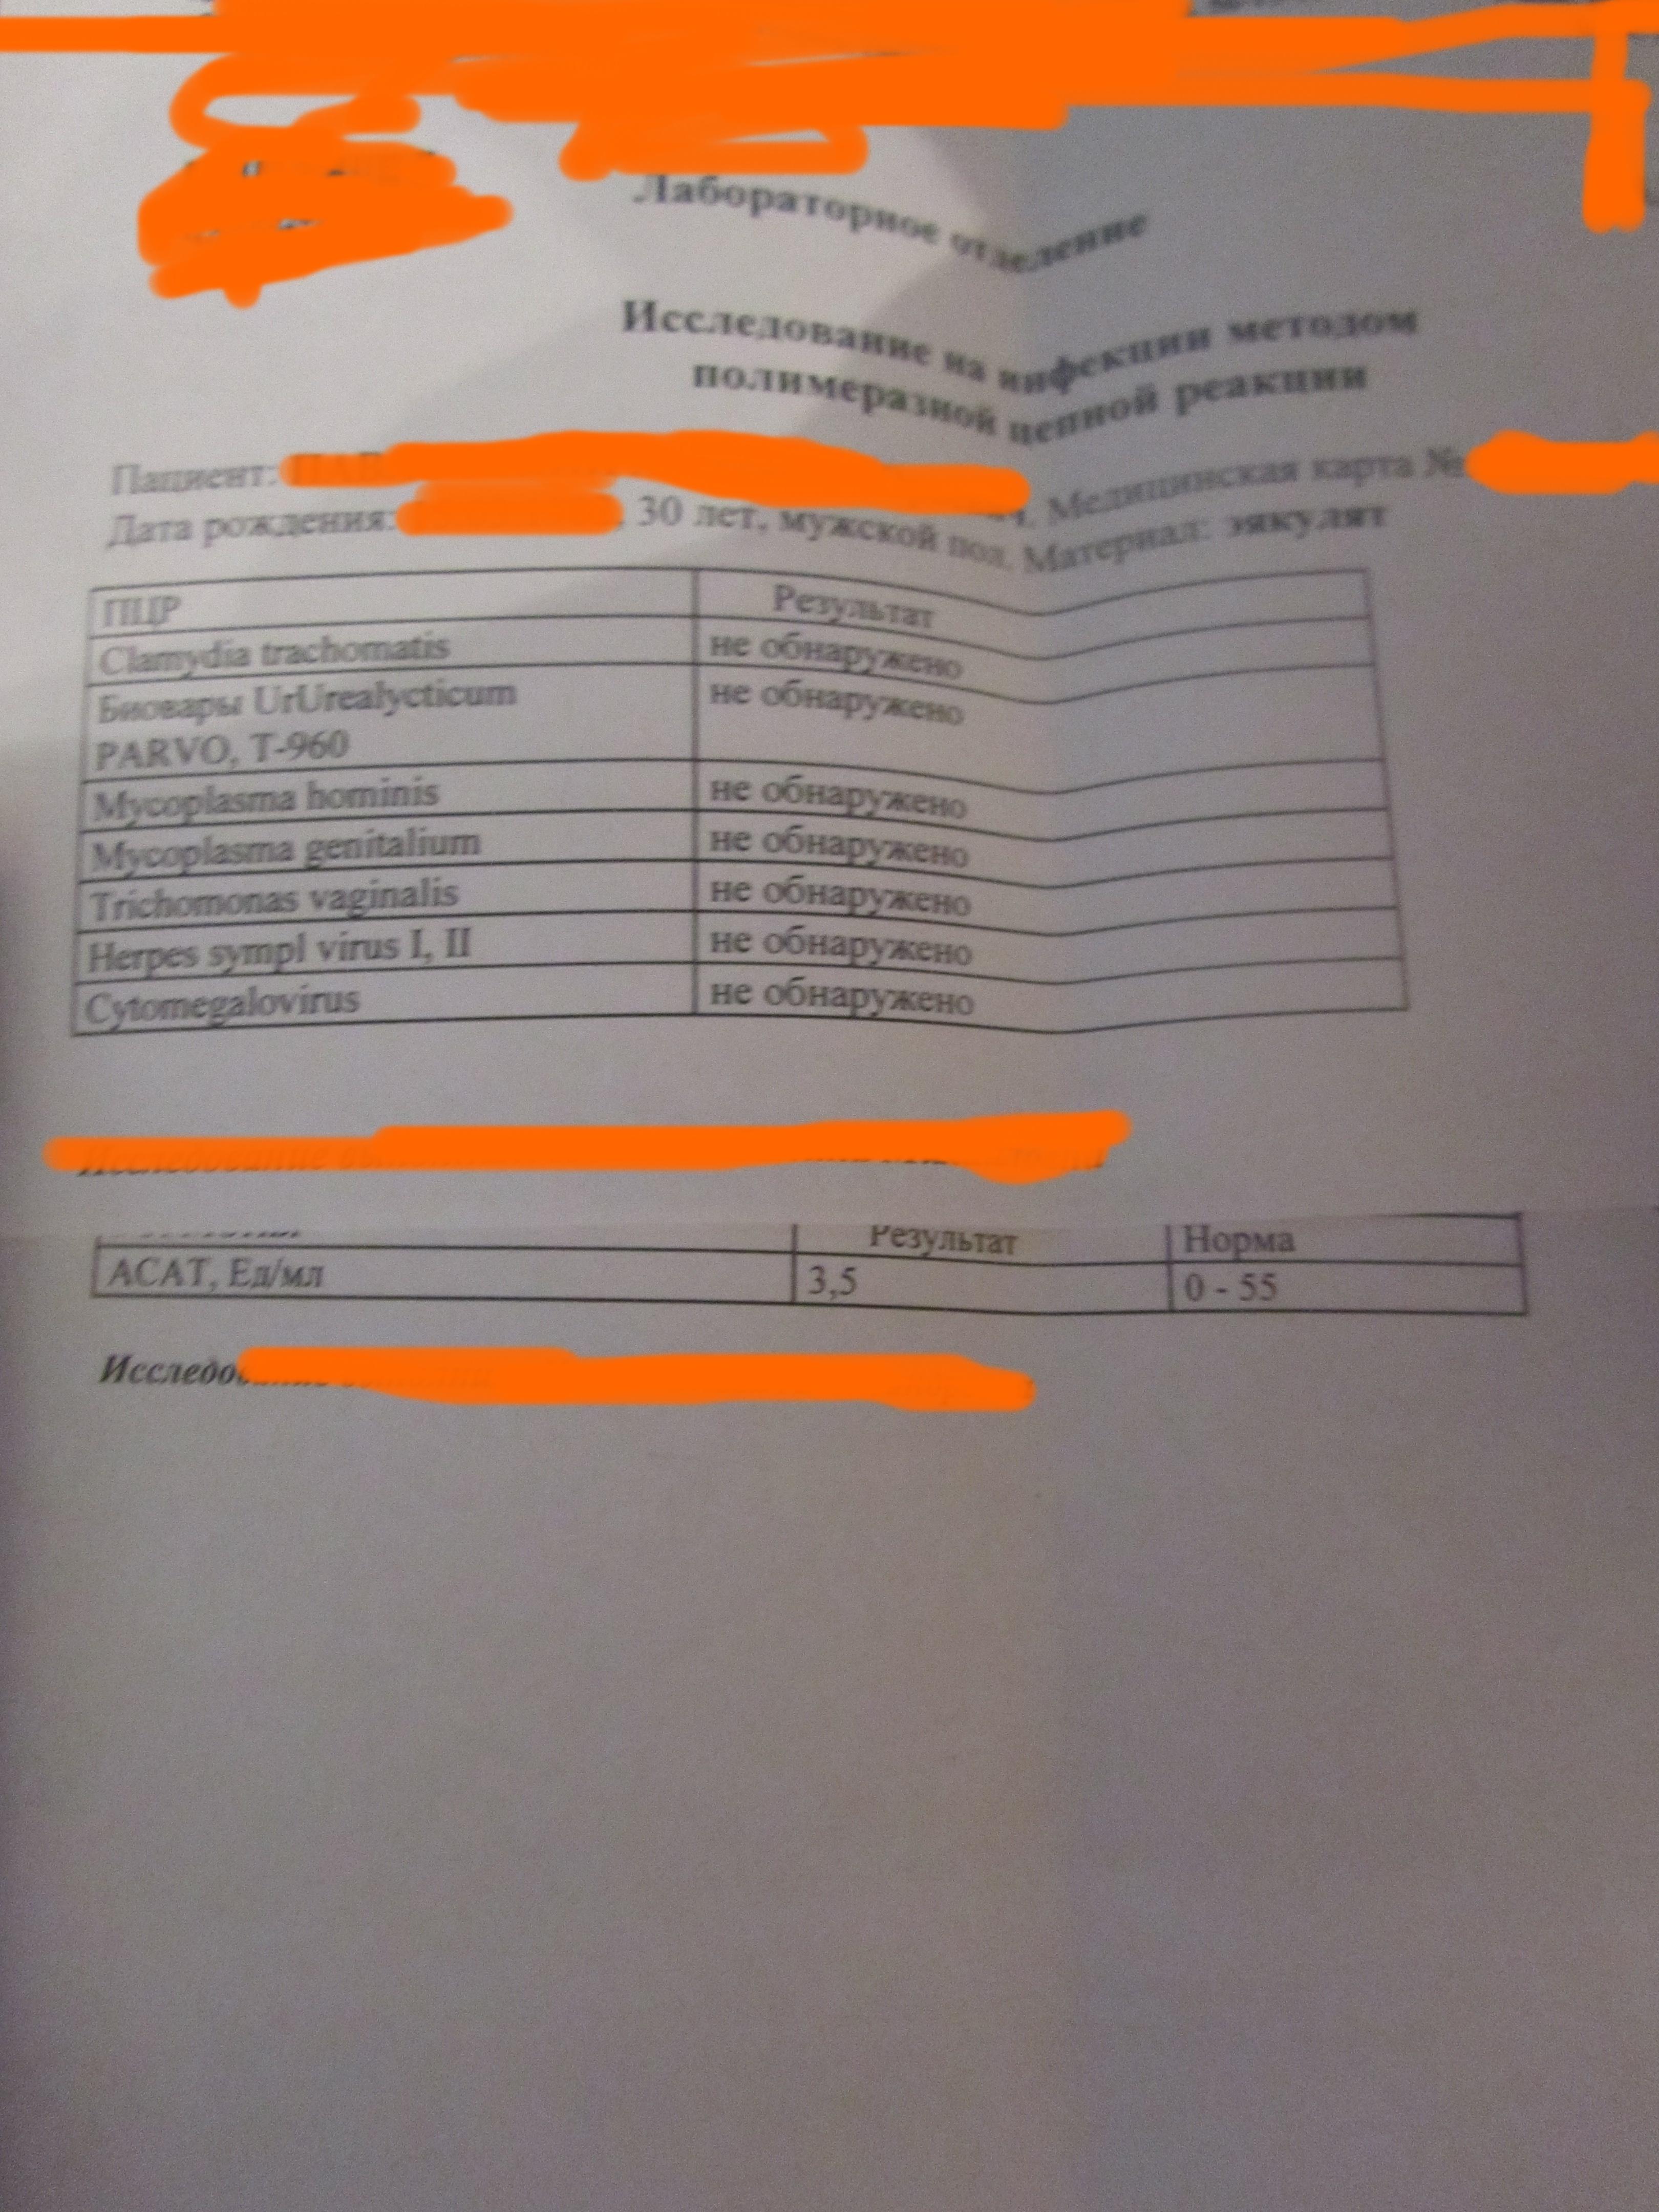 Лабораторное отделение
Исследование на инфекции методом
полимеразной цепной реакции
Пациент: Медицинская карта №
Дата рождения: 30 лет, мужской пол. Материал: эякулят
ПЦР Результат
Clamydia trachomatis не обнаружено
Биовары UrUrealycticum не обнаружено
PARVO, T-960
Mycoplasma hominis не обнаружено
Mycoplasma genitalium не обнаружено
Trichomonas vaginalis не обнаружено
Herpes sympl virus I, II не обнаружено
Cytomegalovirus не обнаружено
Исследование
Результат Норма
АСАТ, Ед/мл 3,5 0 - 55